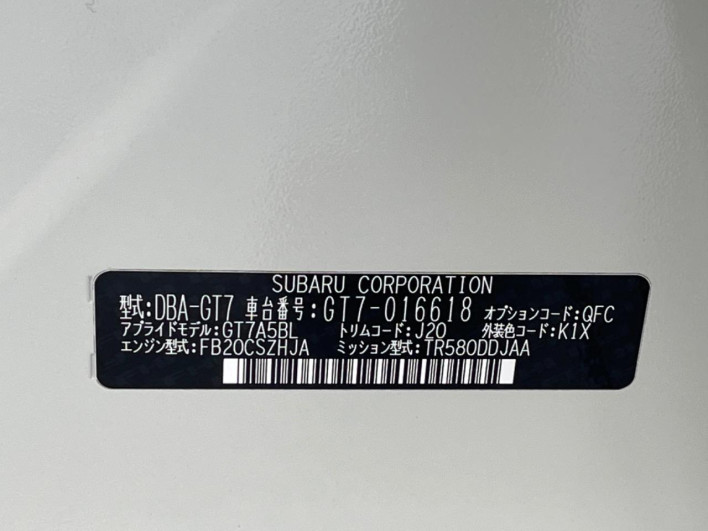 SUBARU CORPORATION
型式:DBA-GT7 車台番号:GT7-016618 オプションコード:QFC
アプライドモデル:GT7A5BL トリムコード:J20 外装色コード:K1X
エンジン型式:FB20CSZHJA ミッション型式:TR580DDJAA